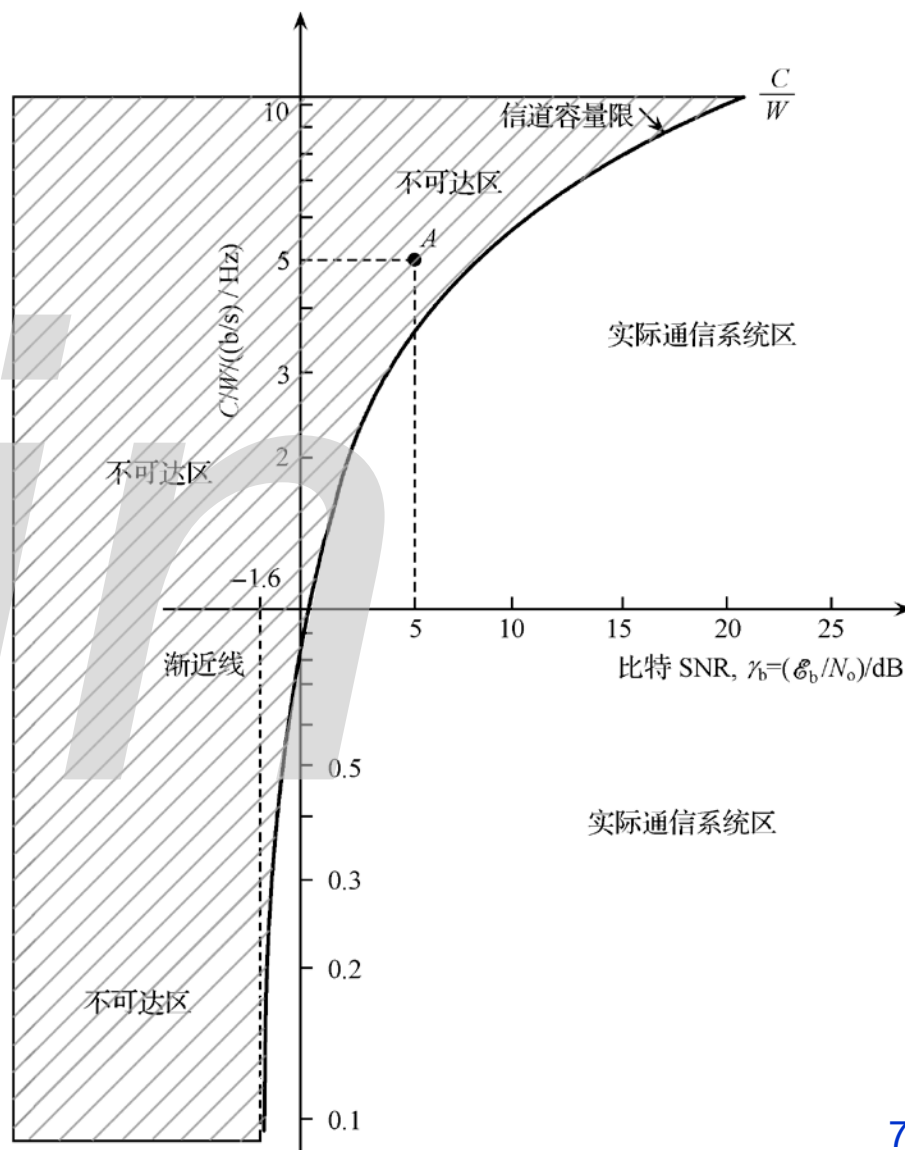 C/W
10
信道容量限
不可达区
A
5
C/W/((b/s) / Hz)
实际通信系统区
3
不可达区
2
−1.6
5 10 15 20 25
渐近线
比特 SNR, γb=(ℰb/No)/dB
0.5
实际通信系统区
0.3
0.2
不可达区
0.1
in
7